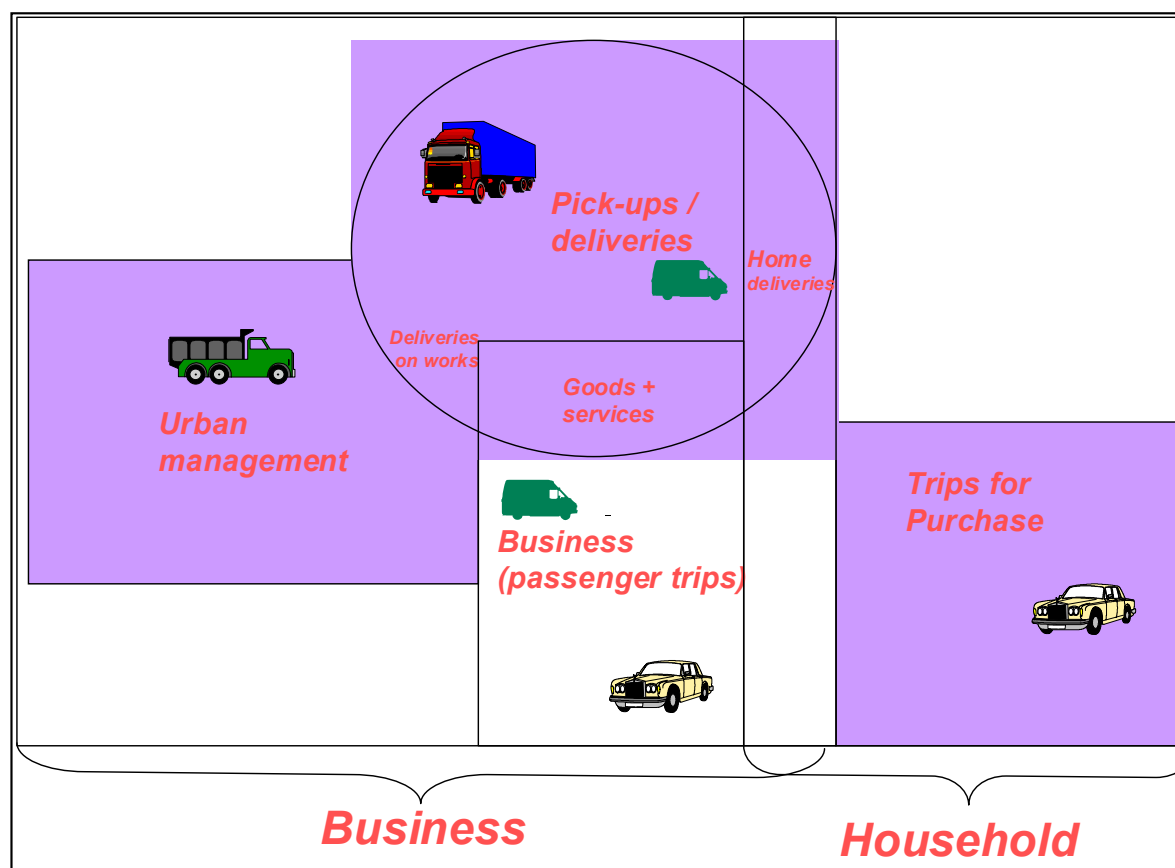 Pick-ups /
deliveries
Home
deliveries
Deliveries
on works
Goods +
services
Urban
management
Trips for
Purchase
Business
(passenger trips)
Business
Household